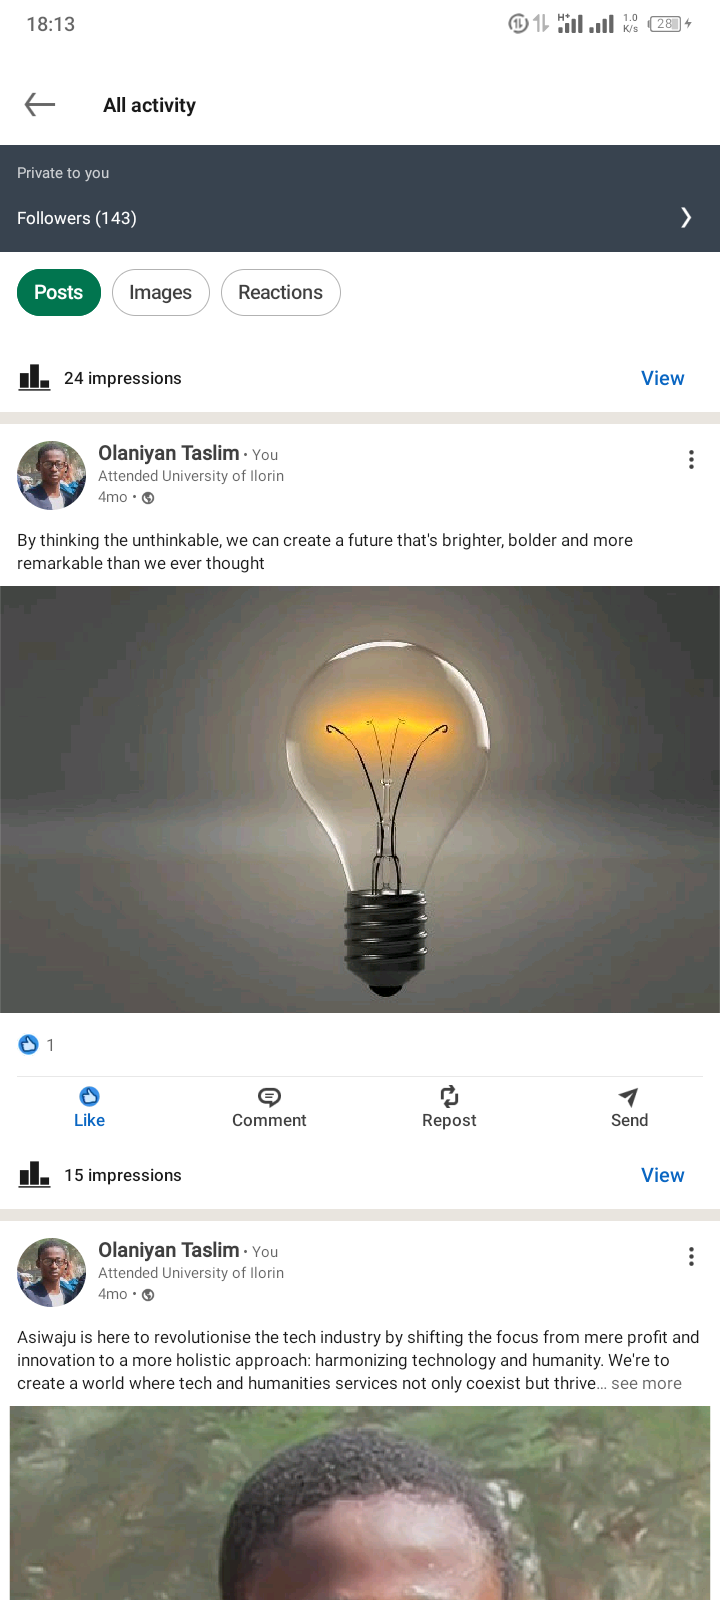 18:13
H+
1.0
K/s
28
All activity
Private to you
Followers (143)
Posts
Images
Reactions
24 impressions
View
Olaniyan Taslim • You
Attended University of Ilorin
4mo •
By thinking the unthinkable, we can create a future that's brighter, bolder and more
remarkable than we ever thought
1
Like
Comment
Repost
Send
15 impressions
View
Olaniyan Taslim • You
Attended University of Ilorin
4mo •
Asiwaju is here to revolutionise the tech industry by shifting the focus from mere profit and
innovation to a more holistic approach: harmonizing technology and humanity. We're to
create a world where tech and humanities services not only coexist but thrive... see more